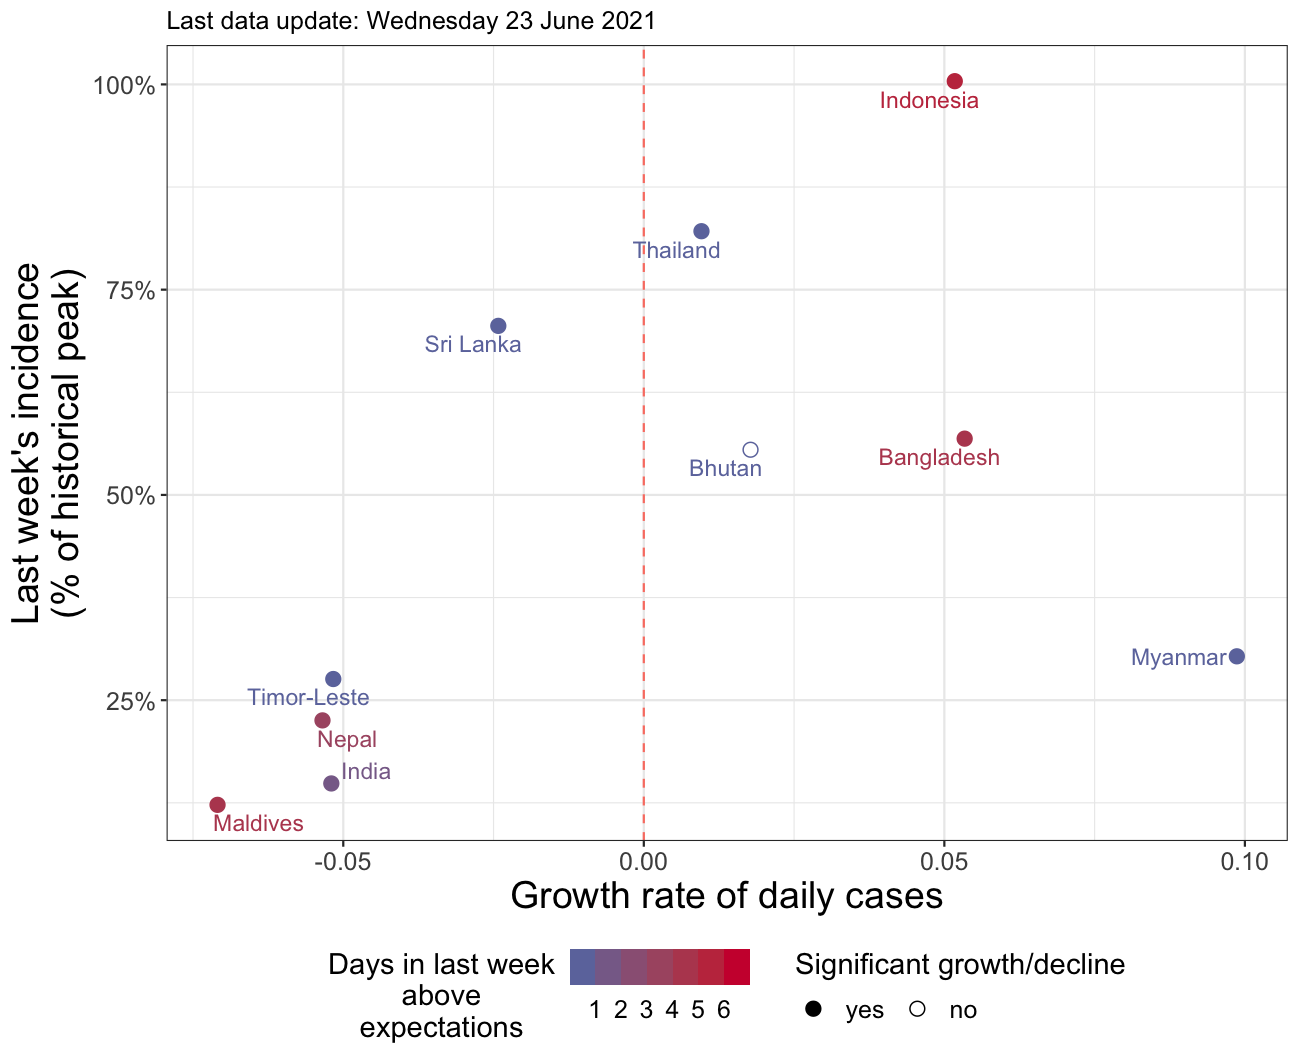 Last data update: Wednesday 23 June 2021
100%
Indonesia
Thailand
75%
Sri Lanka
Bhutan
Bangladesh
50%
Last week's incidence
(% of historical peak)
Myanmar
Timor-Leste
25%
Nepal
India
Maldives
-0.05 0.00 0.05 0.10
Growth rate of daily cases
Days in last week
above
expectations
1 2 3 4 5 6
Significant growth/decline
yes no